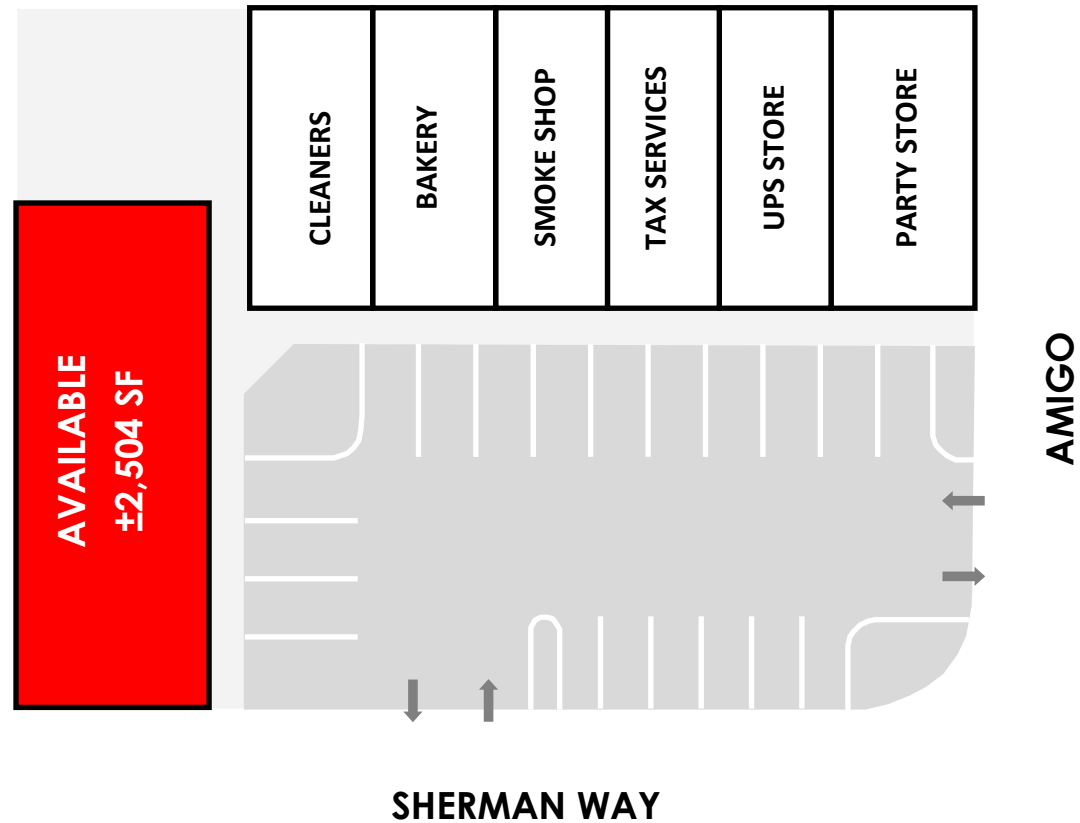 CLEANERS
BAKERY
SMOKE SHOP
TAX SERVICES
UPS STORE
PARTY STORE
AVAILABLE
±2,504 SF
AMIGO
SHERMAN WAY